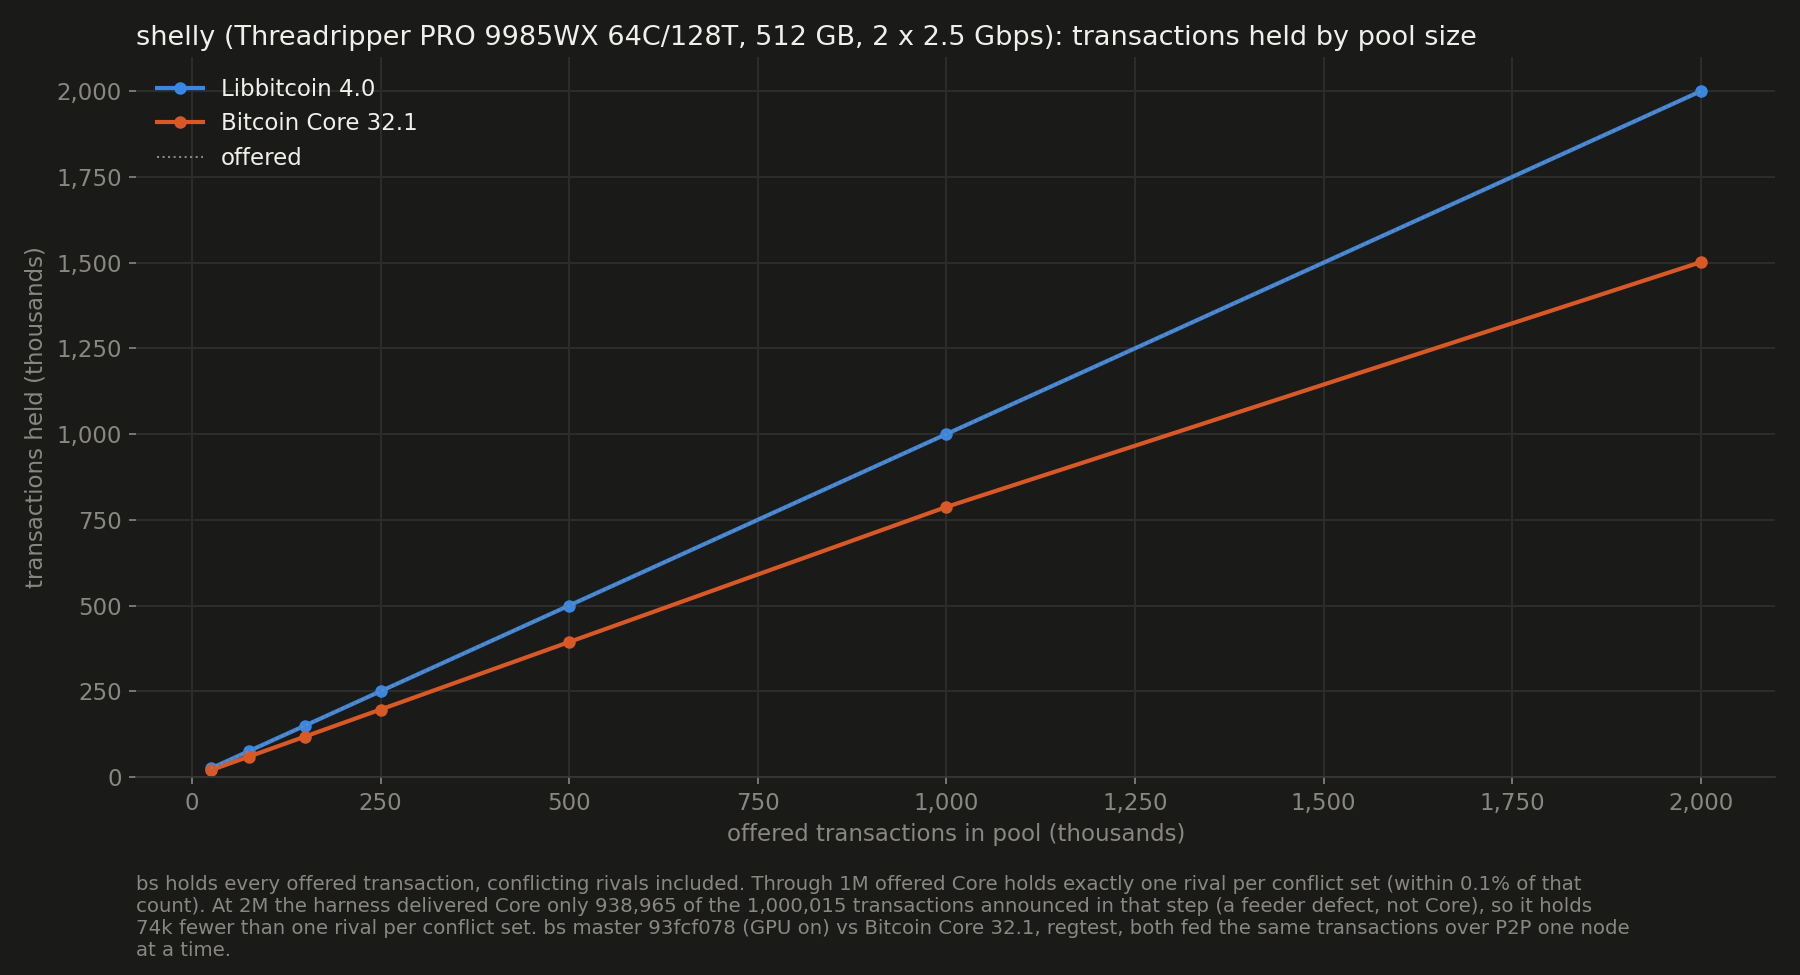 shelly (Threadripper PRO 9985WX 64C/128T, 512 GB, 2 x 2.5 Gbps): transactions held by pool size
Libbitcoin 4.0
Bitcoin Core 32.1
offered
transactions held (thousands)
2,000
1,750
1,500
1,250
1,000
750
500
250
0
0 250 500 750 1,000 1,250 1,500 1,750 2,000
offered transactions in pool (thousands)
bs holds every offered transaction, conflicting rivals included. Through 1M offered Core holds exactly one rival per conflict set (within 0.1% of that
count). At 2M the harness delivered Core only 938,965 of the 1,000,015 transactions announced in that step (a feeder defect, not Core), so it holds
74k fewer than one rival per conflict set. bs master 93fcf078 (GPU on) vs Bitcoin Core 32.1, regtest, both fed the same transactions over P2P one node
at a time.